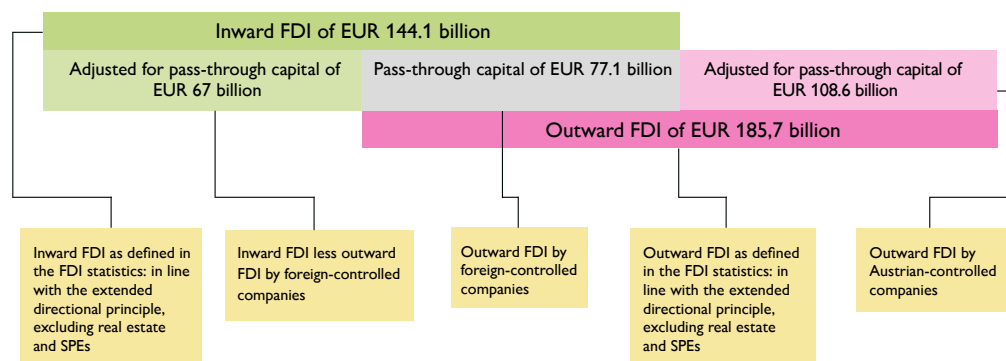 Inward FDI of EUR 144.1 billion
Adjusted for pass-through capital of
EUR 67 billion
Pass-through capital of EUR 77.1 billion
Adjusted for pass-through capital of
EUR 108.6 billion
Outward FDI of EUR 185,7 billion
Inward FDI as defined in
the FDI statistics: in line
with the extended
directional principle,
excluding real estate
and SPEs
Inward FDI less outward
FDI by foreign-controlled
companies
Outward FDI by
foreign-controlled
companies
Outward FDI as defined
in the FDI statistics: in
line with the extended
directional principle,
excluding real estate
and SPEs
Outward FDI by
Austrian-controlled
companies